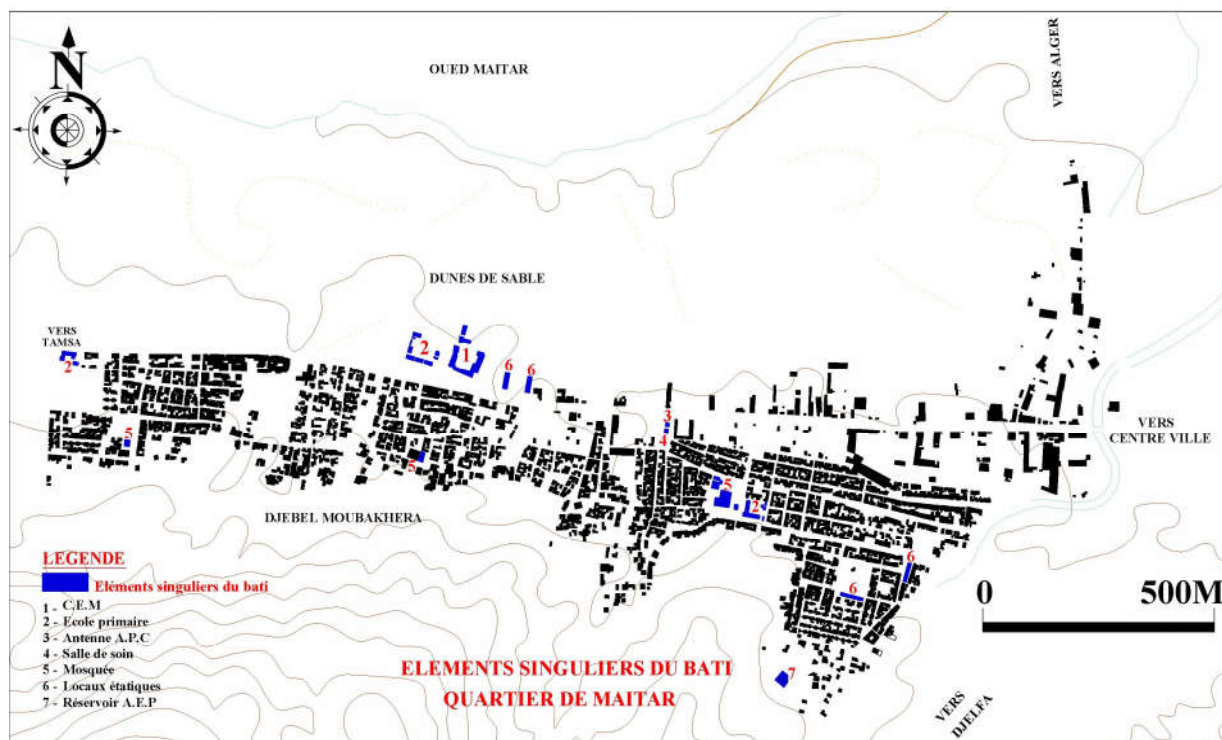 N
OUED MAITAR
VERS ALGER
DUNES DE SABLE
VERS
TAMSA
2
2
1
6
6
3
4
5
5
5
2
VERS
CENTRE VILLE
DJEBEL MOUBAKHERA
6
6
7
LEGENDE
Eléments singuliers du bati
1 - C.E.M
2 - Ecole primaire
3 - Antenne A.P.C
4 - Salle de soin
5 - Mosquée
6 - Locaux étatiques
7 - Réservoir A.E.P
0 500M
ELEMENTS SINGULIERS DU BATI
QUARTIER DE MAITAR
VERS
DJELFA